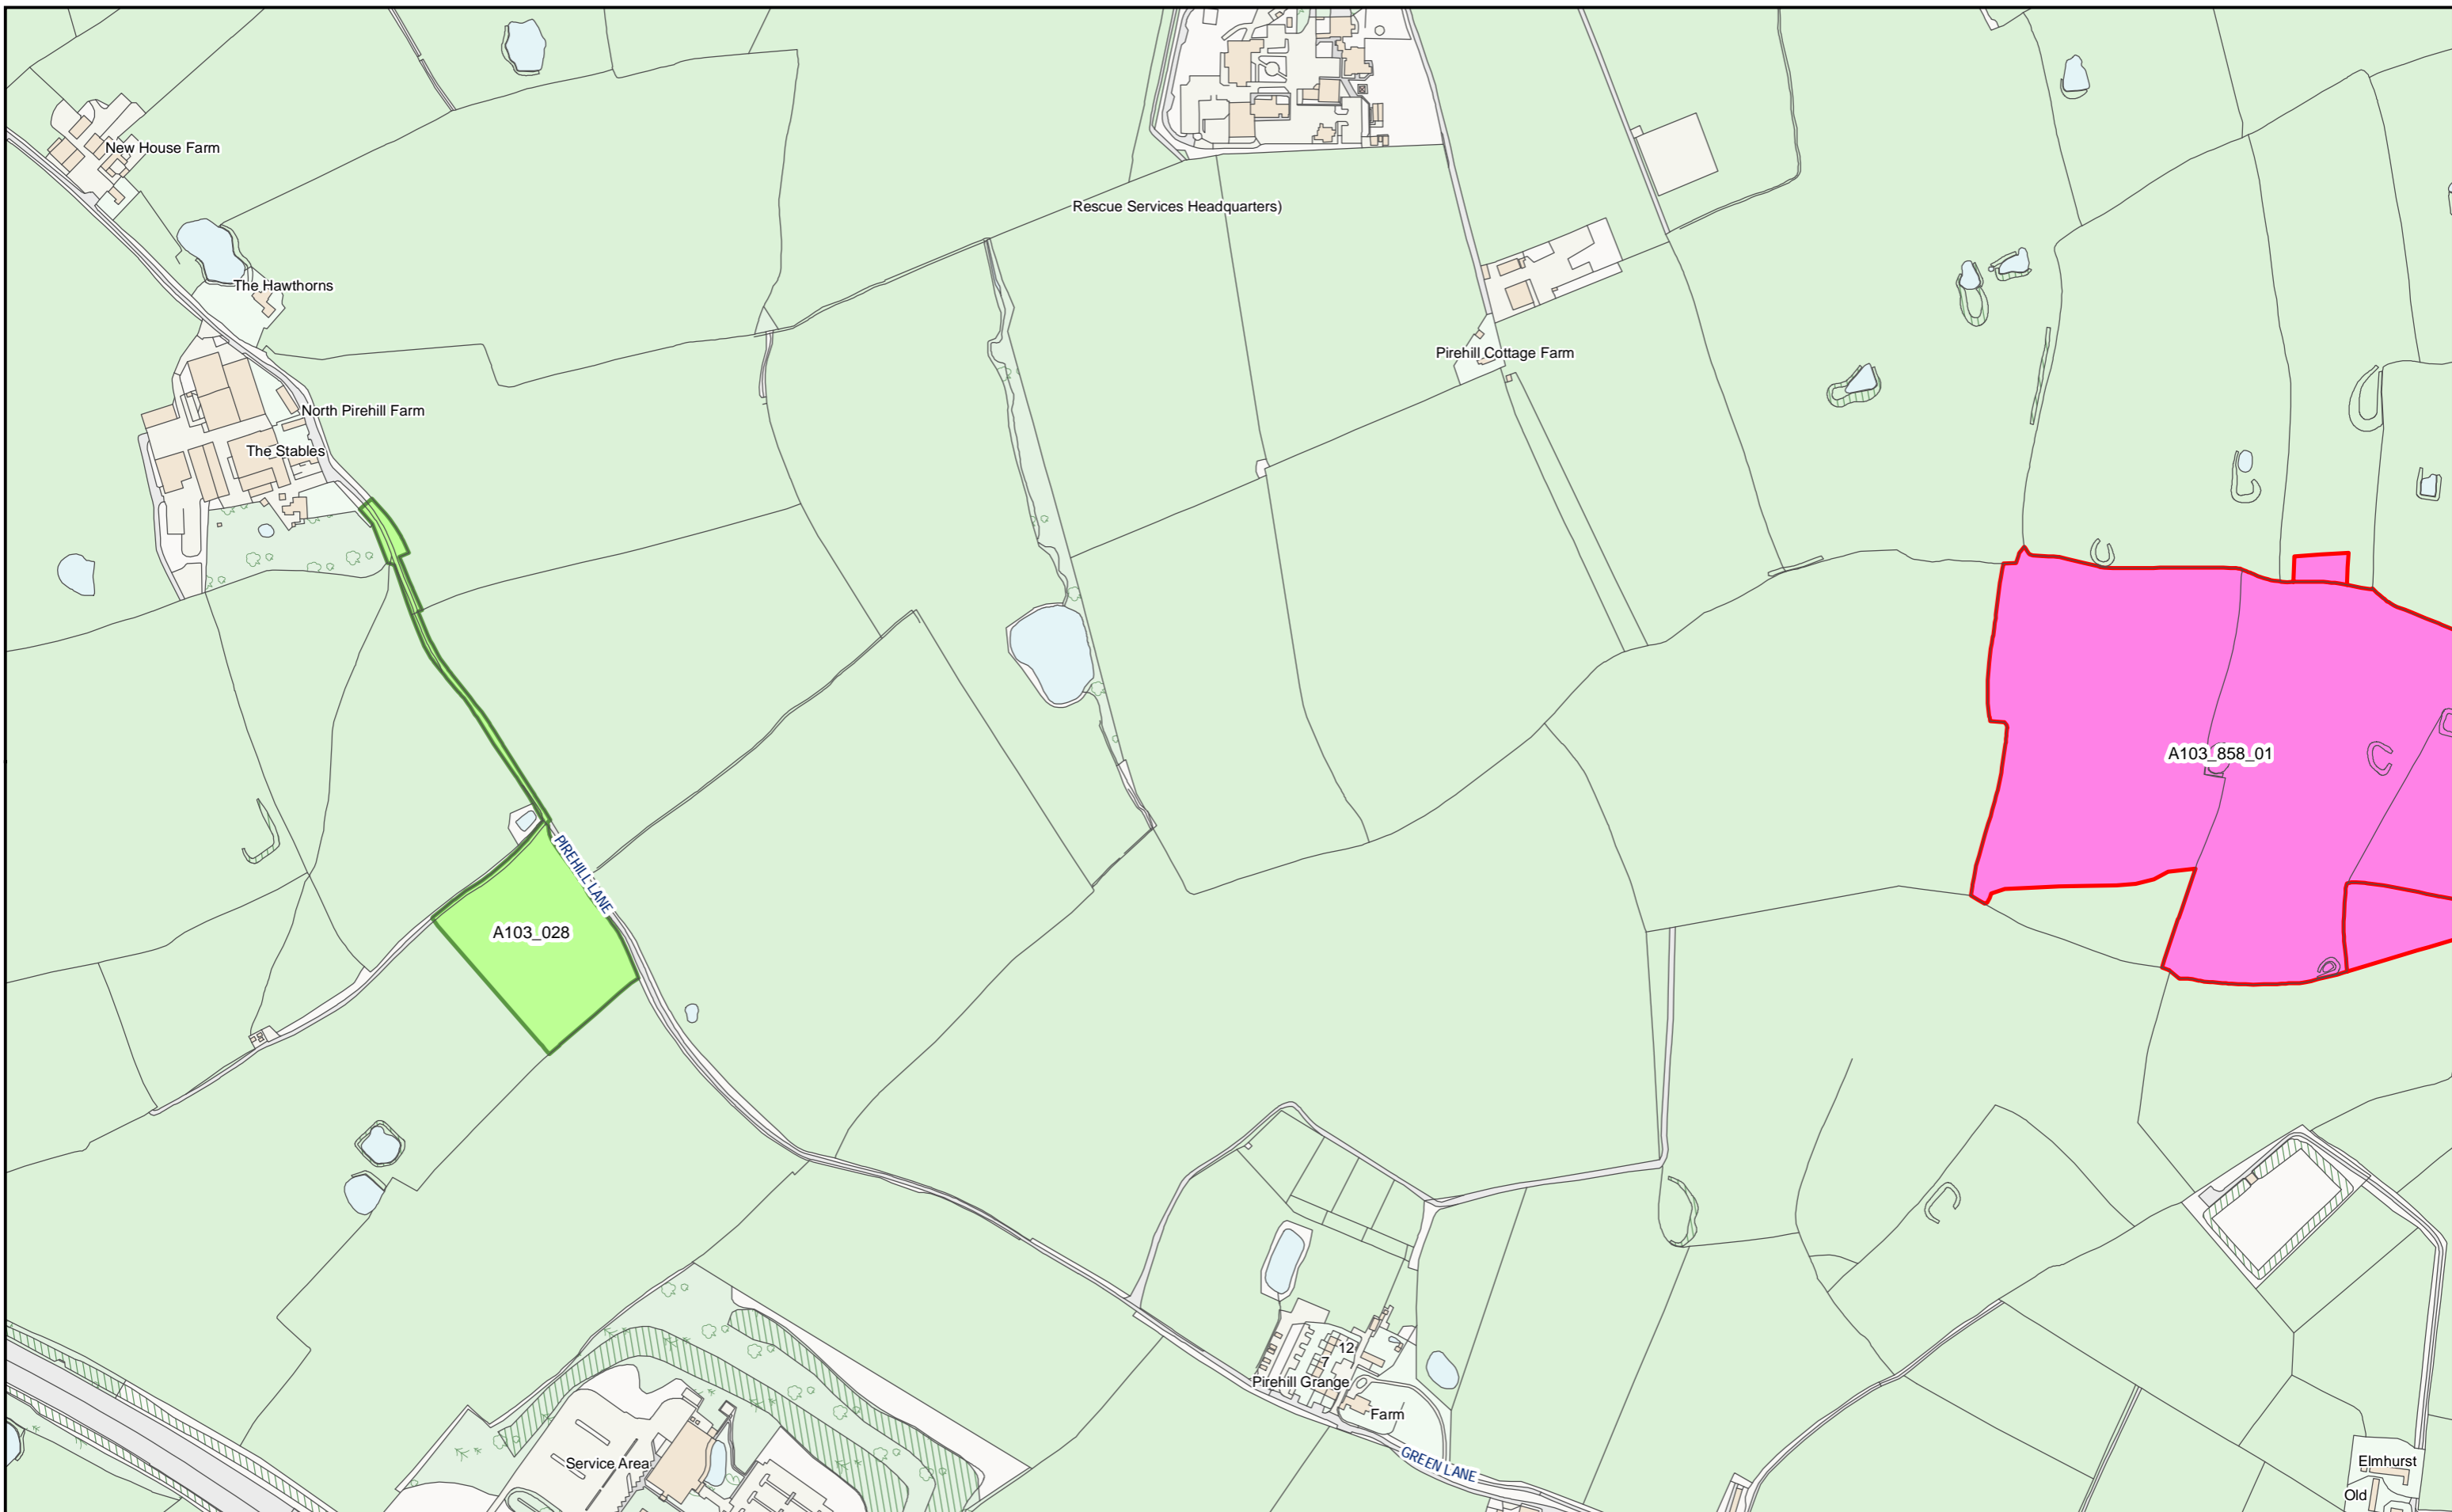 New House Farm
Rescue Services Headquarters)
The Hawthorns
Pirehill Cottage Farm
North Pirehill Farm
The Stables
A103_858_01
PIREHILL LANE
A103_028
12
7
Pirehill Grange
Farm
GREEN LANE
Service Area
Elmhurst
Old